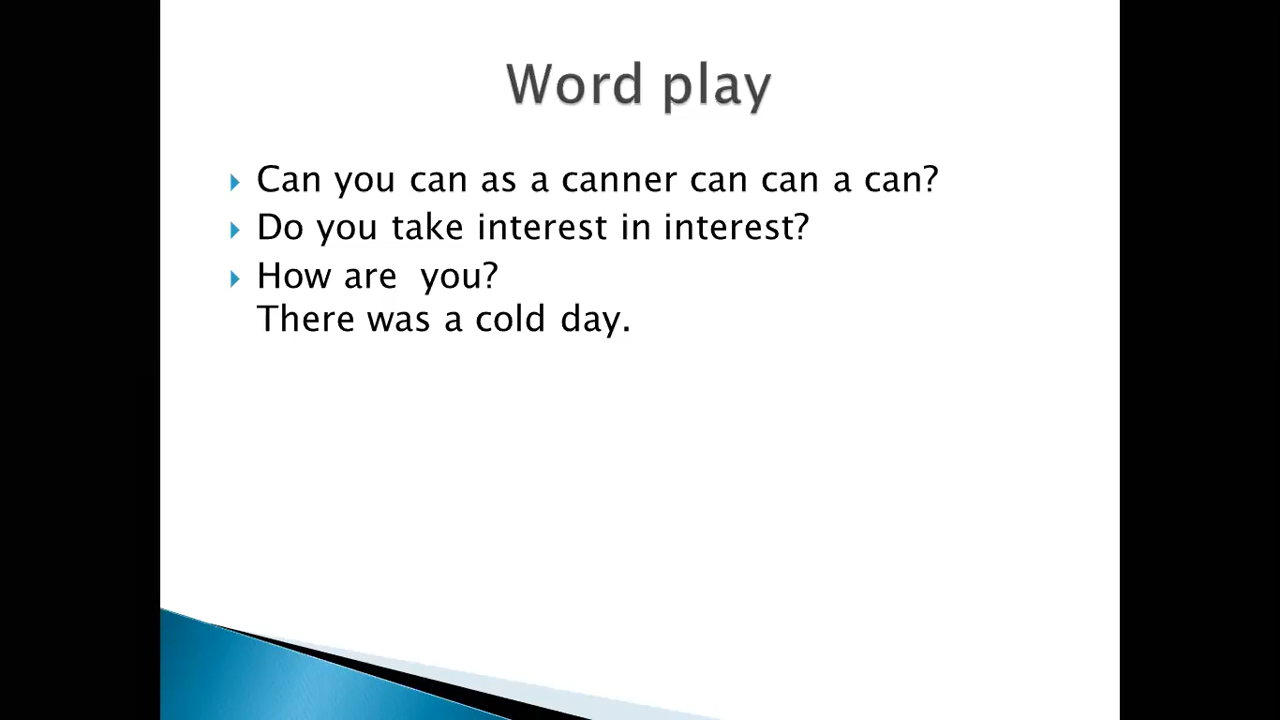 Word play
Can you can as a canner can can a can?
Do you take interest in interest?
How are  you?
There was a cold day.